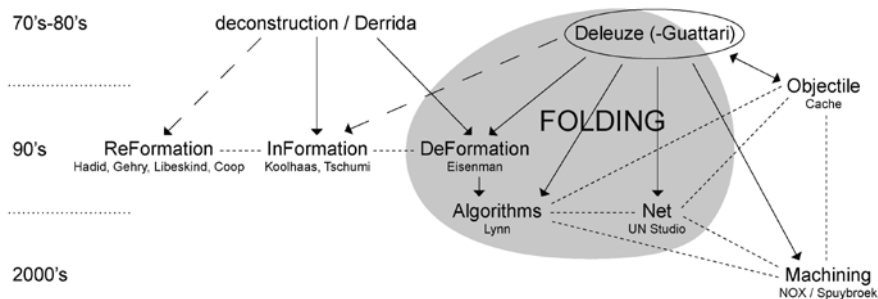 70's-80's
deconstruction / Derrida
Deleuze (-Guattari)
Objectile
Cache
FOLDING
90's
ReFormation
Hadid, Gehry, Libeskind, Coop
InFormation
Koolhaas, Tschumi
DeFormation
Eisenman
Algorithms
Lynn
Net
UN Studio
2000's
Machining
NOX / Spuybroek